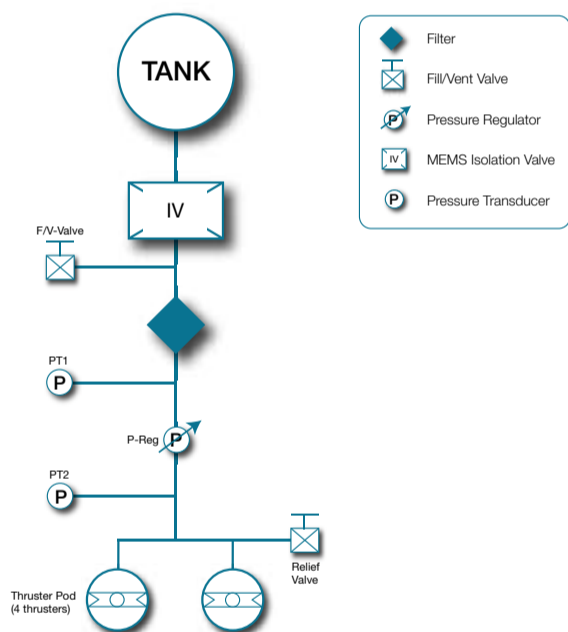 TANK
IV
F/V-Valve
PT1
P
P-Reg
P
PT2
P
Relief
Valve
Thruster Pod
(4 thrusters)
Filter
Fill/Vent Valve
P
Pressure Regulator
IV
MEMS Isolation Valve
P
Pressure Transducer